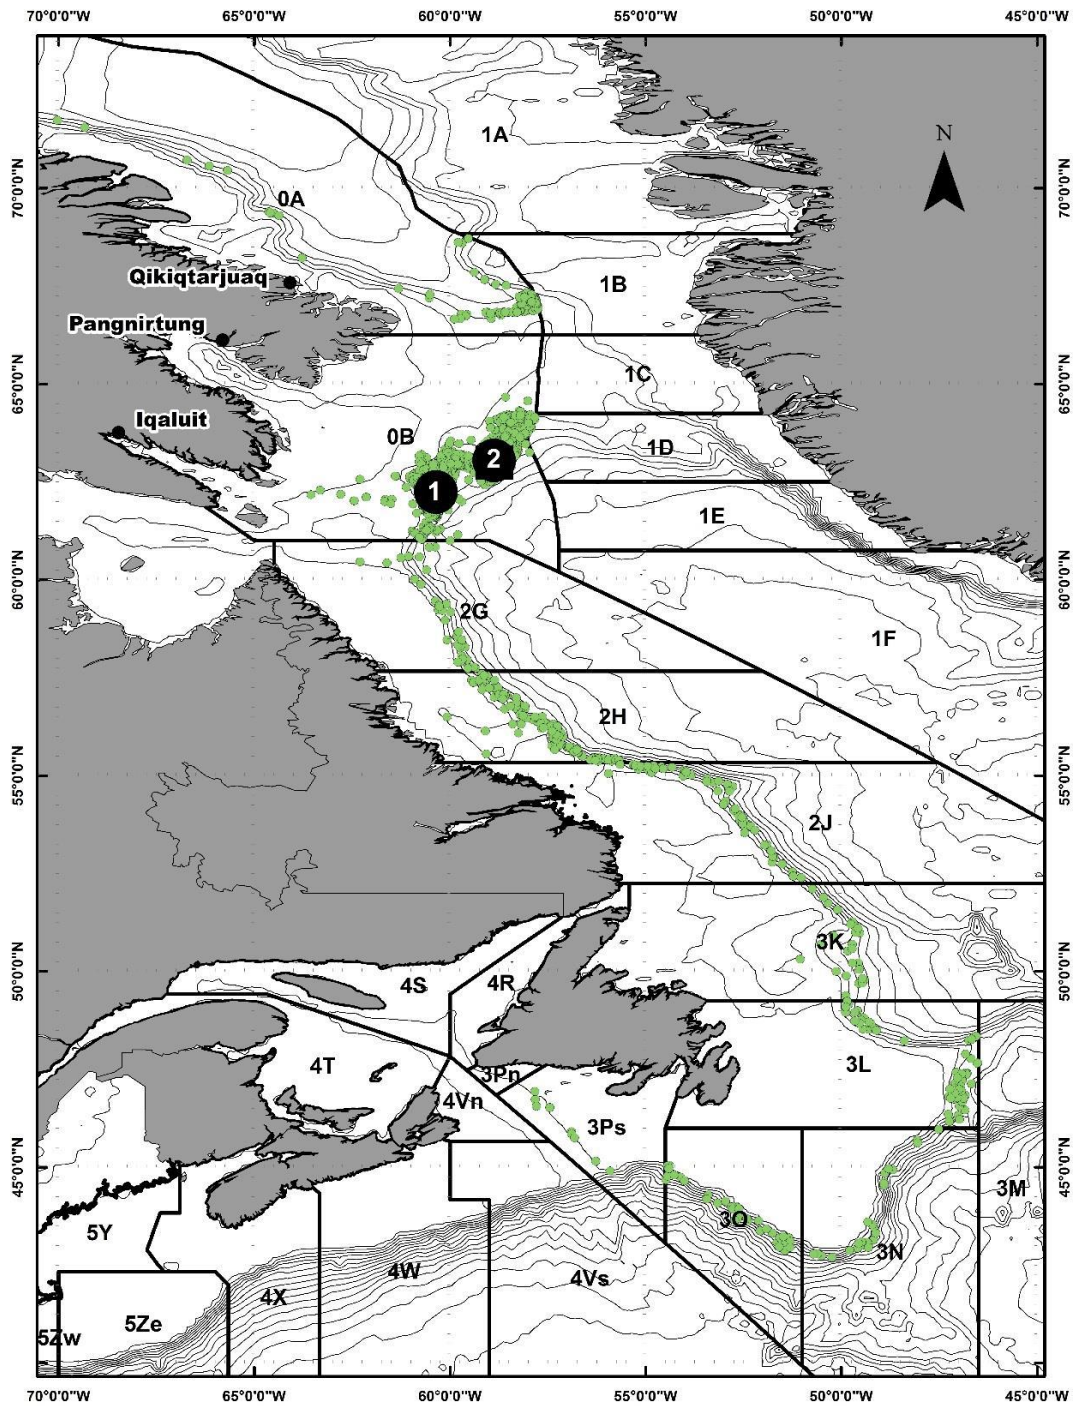 70°0'0"W 65°0'0"W 60°0'0"W 55°0'0"W 50°0'0"W 45°0'0"W
N
1A
70°0'0"N 70°0'0"N
0A
Qikiqtarjuaq
1B
Pangnirtung
1C
65°0'0"N 65°0'0"N
Iqaluit
0B
1D
2
1
1E
60°0'0"N 60°0'0"N
2G
1F
2H
55°0'0"N 55°0'0"N
2J
3K
50°0'0"N 50°0'0"N
4S 4R
4T 3Pn 3L
4Vn
3Ps
45°0'0"N 45°0'0"N
3M
5Y 3O
3N
4W 4Vs
4X
5Ze
5Zw
70°0'0"W 65°0'0"W 60°0'0"W 55°0'0"W 50°0'0"W 45°0'0"W